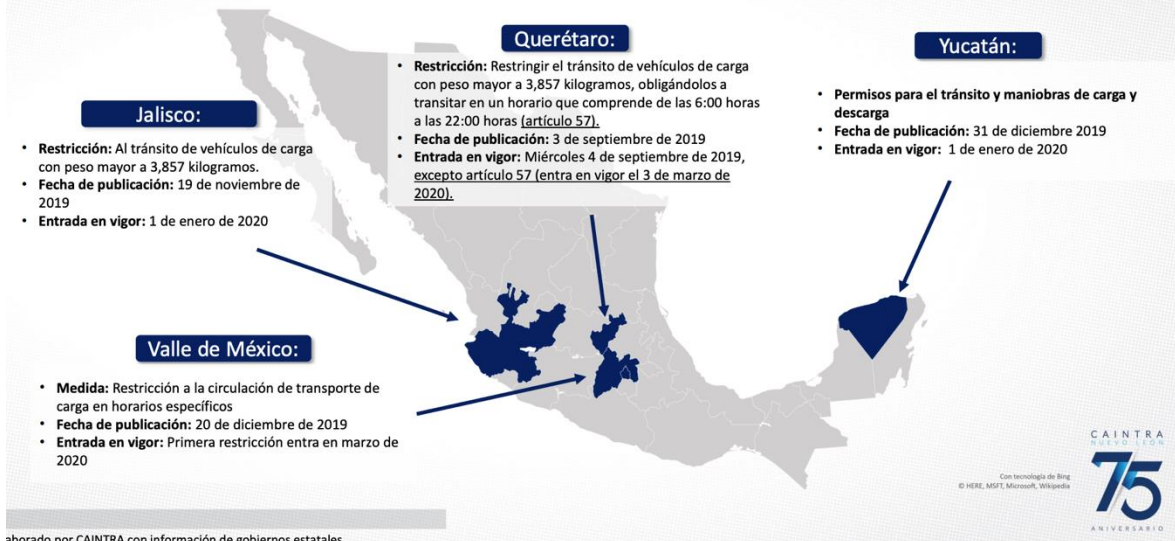 Querétaro:
• Restricción: Restringir el tránsito de vehículos de carga
con peso mayor a 3,857 kilogramos, obligándolos a
transitar en un horario que comprende de las 6:00 horas
a las 22:00 horas (artículo 57).
• Fecha de publicación: 3 de septiembre de 2019
• Entrada en vigor: Miércoles 4 de septiembre de 2019,
excepto artículo 57 (entra en vigor el 3 de marzo de
2020).
Yucatán:
• Permisos para el tránsito y maniobras de carga y
descarga
• Fecha de publicación: 31 de diciembre 2019
• Entrada en vigor: 1 de enero de 2020
Jalisco:
• Restricción: Al tránsito de vehículos de carga
con peso mayor a 3,857 kilogramos.
• Fecha de publicación: 19 de noviembre de
2019
• Entrada en vigor: 1 de enero de 2020
Valle de México:
• Medida: Restricción a la circulación de transporte de
carga en horarios específicos
• Fecha de publicación: 20 de diciembre de 2019
• Entrada en vigor: Primera restricción entra en marzo de
2020
Con tecnología de Bing
© HERE, MSFT, Microsoft, Wikipedia
CAINTRA
NUEVO LEÓN
75
ANIVERSARIO
aborado por CAINTRA con información de gobiernos estatales